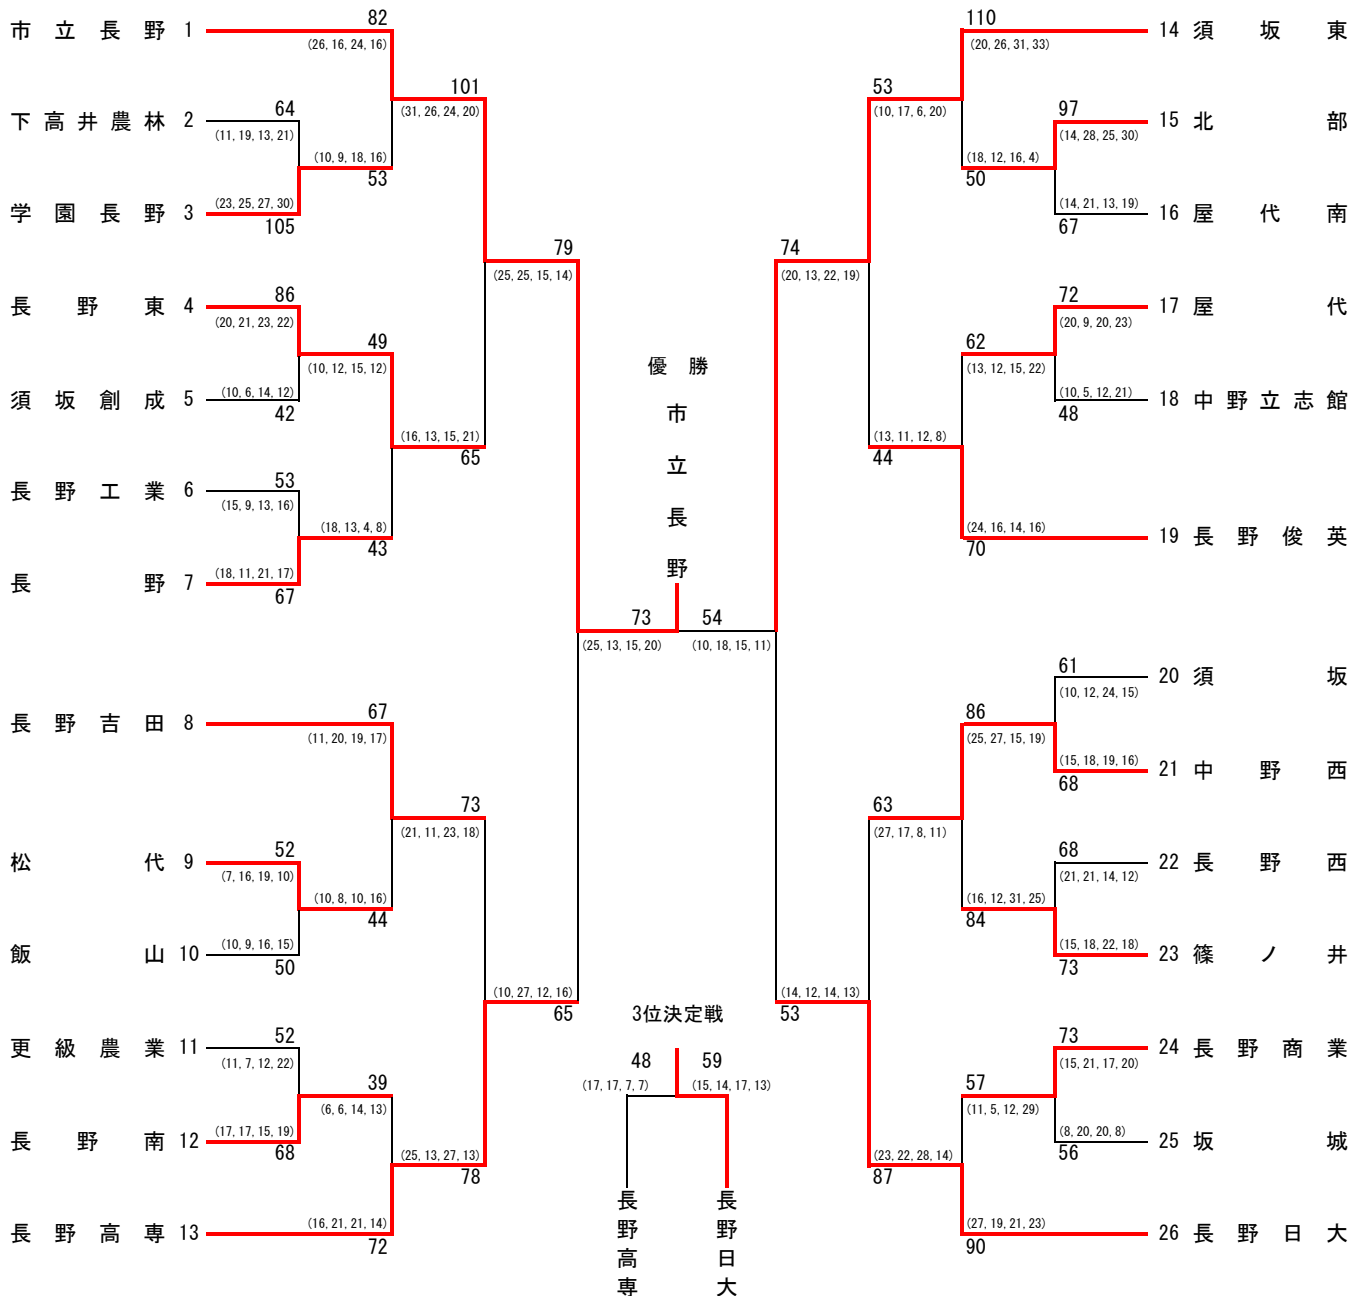 市立長野 1
82
(26, 16, 24, 16)
下高井農林 2
64
(11, 19, 13, 21)
(10, 9, 18, 16)
53
学園長野 3
(23, 25, 27, 30)
105
101
(31, 26, 24, 20)
長野東 4
86
(20, 21, 23, 22)
49
(10, 12, 15, 12)
須坂創成 5
(10, 6, 14, 12)
42
(16, 13, 15, 21)
65
長野工業 6
53
(15, 9, 13, 16)
(18, 13, 4, 8)
43
長野 7
(18, 11, 21, 17)
67
79
(25, 25, 15, 14)
長野吉田 8
67
(11, 20, 19, 17)
73
(21, 11, 23, 18)
松代 9
52
(7, 16, 19, 10)
(10, 8, 10, 16)
44
飯山 10
(10, 9, 16, 15)
50
(10, 27, 12, 16)
65
更級農業 11
52
(11, 7, 12, 22)
39
(6, 6, 14, 13)
長野南 12
(17, 17, 15, 19)
68
(25, 13, 27, 13)
78
長野高専 13
(16, 21, 21, 14)
72
優勝
市立長野
73
(25, 13, 15, 20)
54
(10, 18, 15, 11)
3位決定戦
48
(17, 17, 7, 7)
59
(15, 14, 17, 13)
長野高専
長野日大
110
14 須坂東
(20, 26, 31, 33)
53
(10, 17, 6, 20)
97
15 北部
(14, 28, 25, 30)
(18, 12, 16, 4)
50
(14, 21, 13, 19)
16 屋代南
67
74
(20, 13, 22, 19)
72
17 屋代
(20, 9, 20, 23)
62
(13, 12, 15, 22)
(10, 5, 12, 21)
18 中野立志館
48
(13, 11, 12, 8)
44
(24, 16, 14, 16)
19 長野俊英
70
61
20 須坂
(10, 12, 24, 15)
86
(25, 27, 15, 19)
(15, 18, 19, 16)
21 中野西
68
63
(27, 17, 8, 11)
68
22 長野西
(21, 21, 14, 12)
(16, 12, 31, 25)
84
(15, 18, 22, 18)
23 篠ノ井
73
(14, 12, 14, 13)
53
73
24 長野商業
(15, 21, 17, 20)
57
(11, 5, 12, 29)
(8, 20, 20, 8)
25 坂城
56
(23, 22, 28, 14)
87
(27, 19, 21, 23)
26 長野日大
90